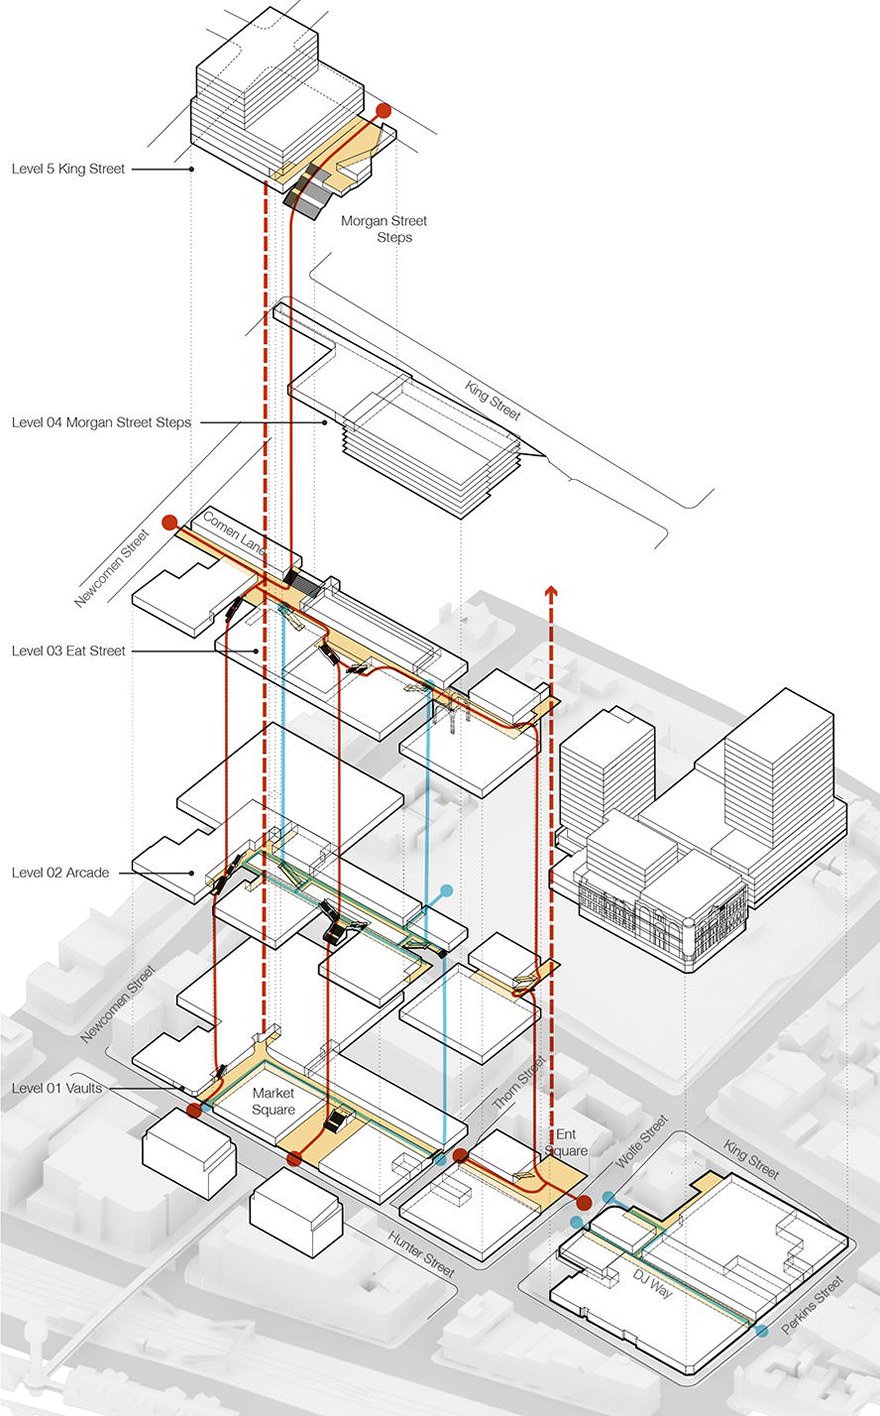 Level 5 King Street
Morgan Street
Steps
King Street
Level 04 Morgan Street Steps
Comen Lane
Newcomen Street
Level 03 Eat Street
Level 02 Arcade
Newcomen Street
Level 01 Vaults
Market
Square
Thorn Street
Ent
Square
Wolfe Street
King Street
Hunter Street
DJ Way
Perkins Street